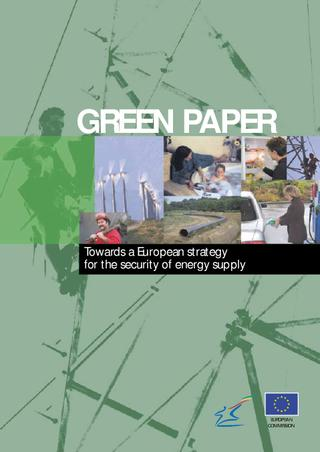 GREEN PAPER
Towards a European strategy
for the security of energy supply
EUROPEAN
COMMISSION